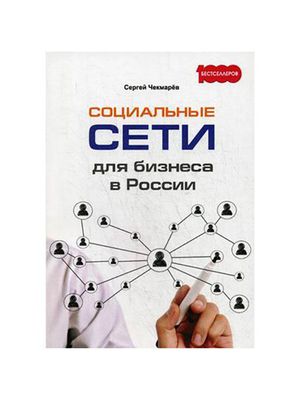 1000
БЕСТСЕЛЛЕРОВ
Сергей Чекмарёв
СОЦИАЛЬНЫЕ
СЕТИ
для бизнеса
в России